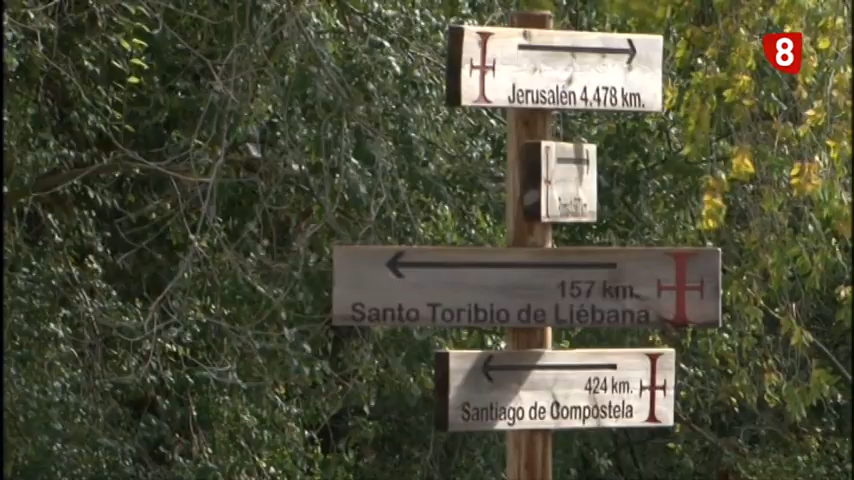 8
Jerusalén 4.478 km.
157 km.
Santo Toribio de Liébana
424 km.
Santiago de Compostela